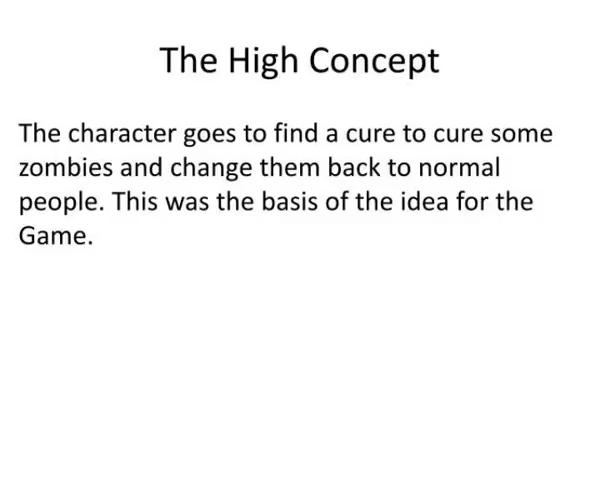 The High Concept
The character goes to find a cure to cure some
zombies and change them back to normal
people. This was the basis of the idea for the
Game.